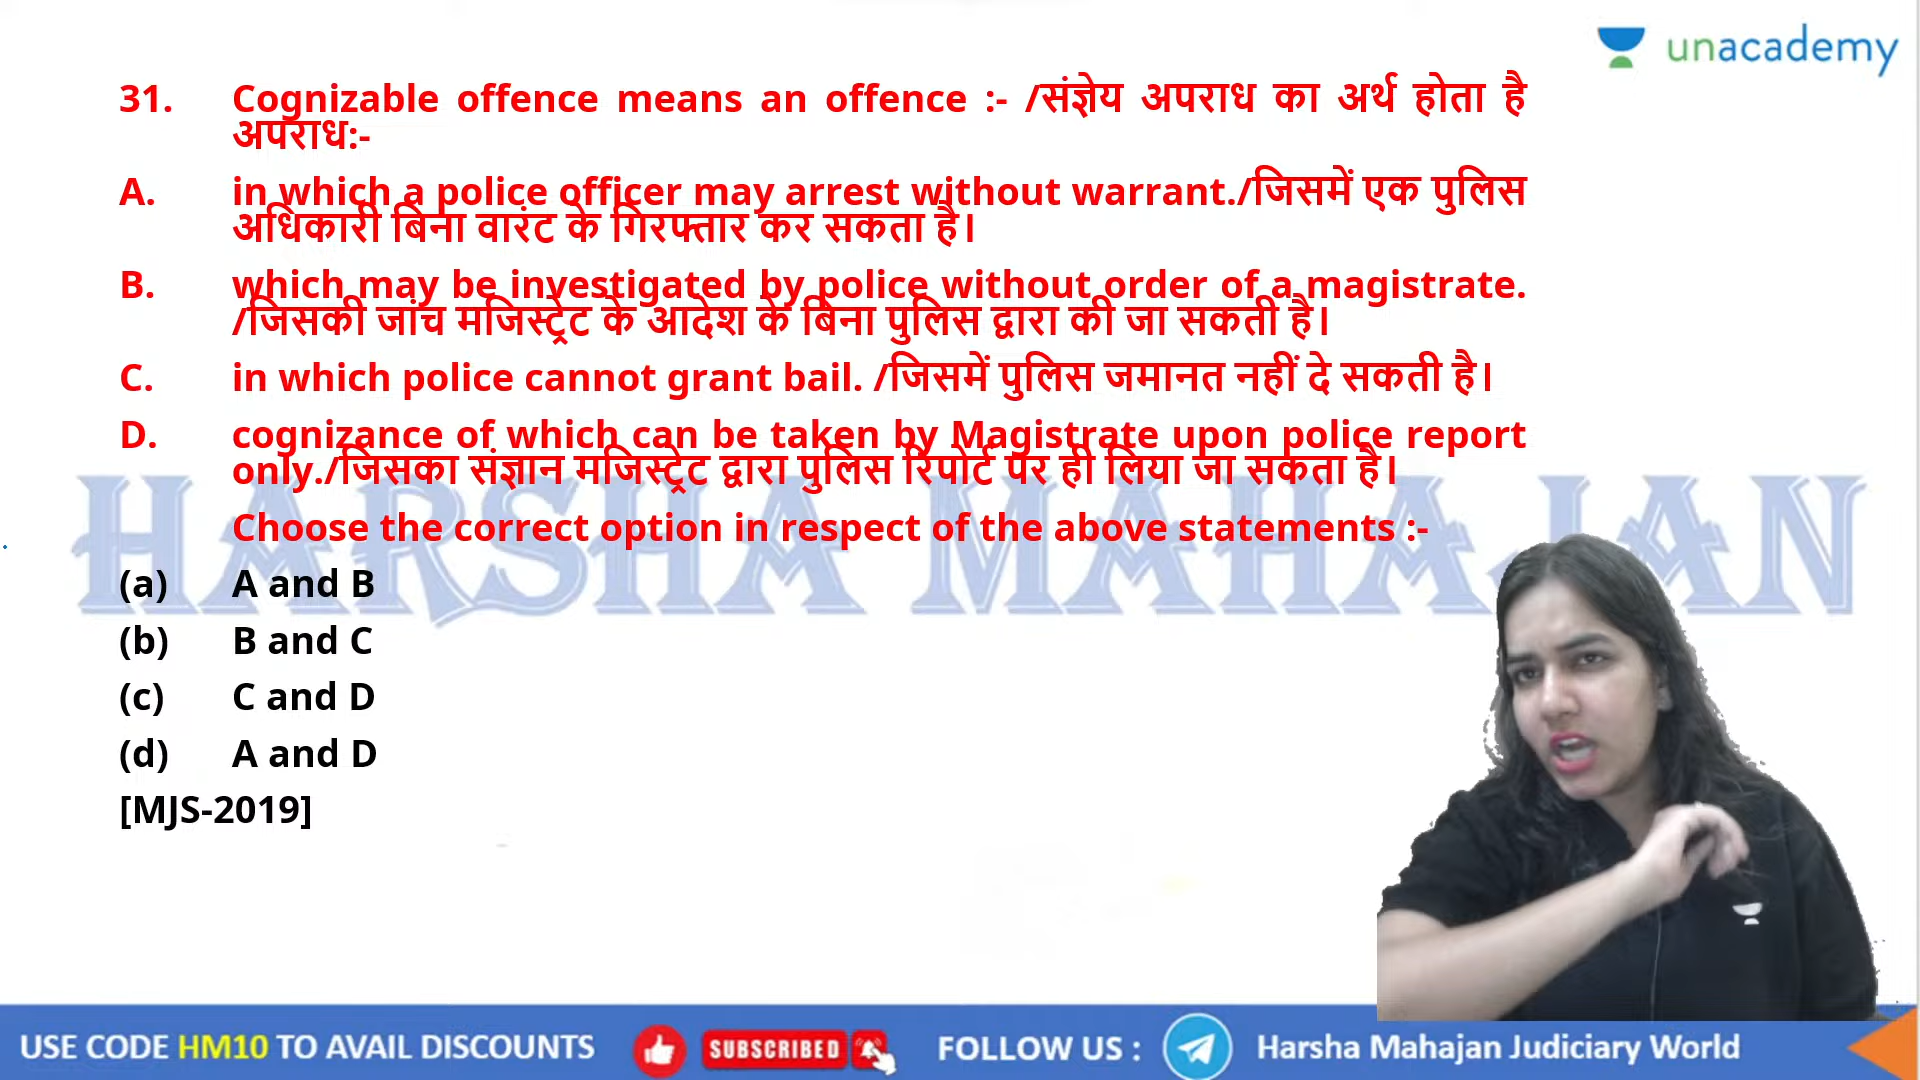 unacademy
31. Cognizable offence means an offence :- /संज्ञेय अपराध का अर्थ होता है
अपराध:-
A. in which a police officer may arrest without warrant./जिसमें एक पुलिस
अधिकारी बिना वारंट के गिरफ्तार कर सकता है।
B. which may be investigated by police without order of a magistrate.
/जिसकी जांच मजिस्ट्रेट के आदेश के बिना पुलिस द्वारा की जा सकती है।
C. in which police cannot grant bail. /जिसमें पुलिस जमानत नहीं दे सकती है।
D. cognizance of which can be taken by Magistrate upon police report
only./जिसका संज्ञान मजिस्ट्रेट द्वारा पुलिस रिपोर्ट पर ही लिया जा सकता है।
HARSHA MAHAJAN
Choose the correct option in respect of the above statements :-
(a) A and B
(b) B and C
(c) C and D
(d) A and D
[MJS-2019]
USE CODE HM10 TO AVAIL DISCOUNTS SUBSCRIBED FOLLOW US : Harsha Mahajan Judiciary World